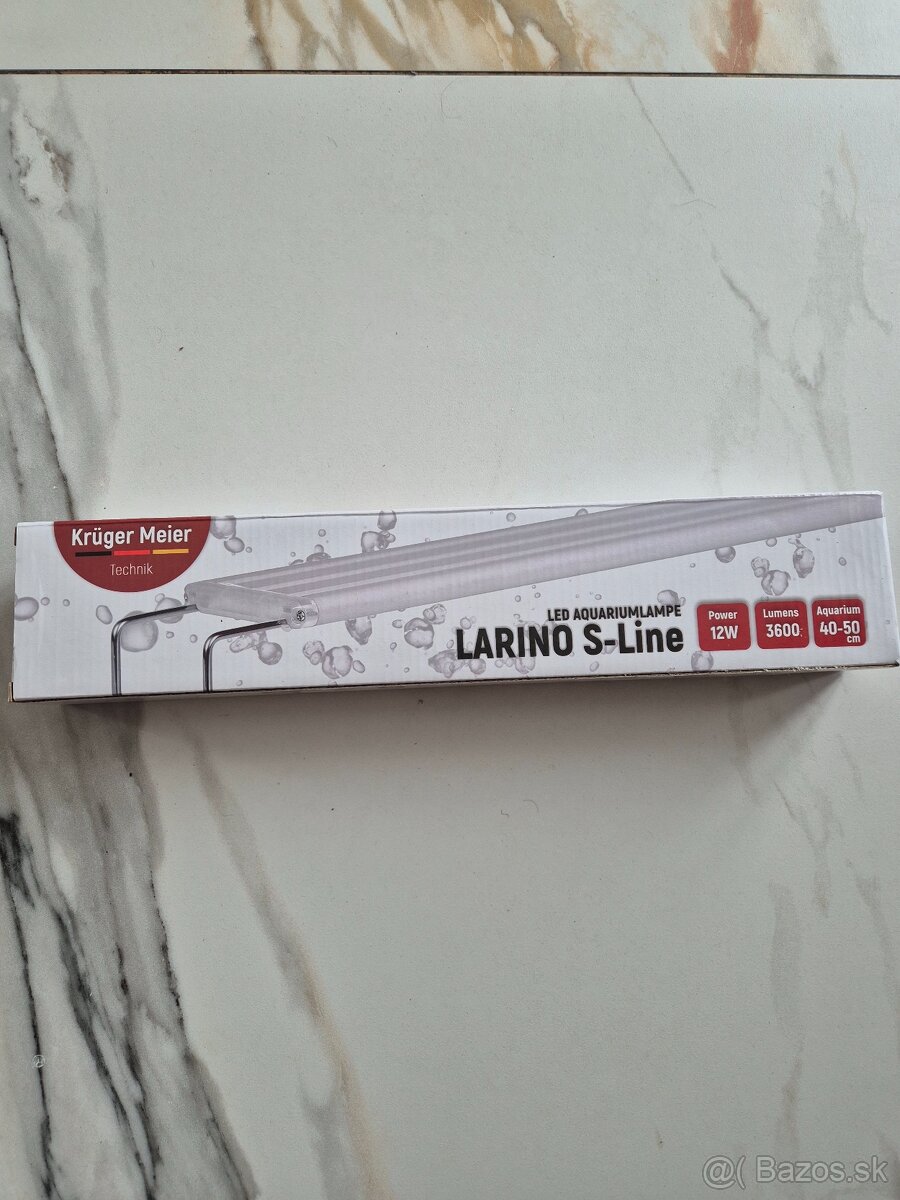 Krüger Meier
Technik
LED AQUARIUMLAMPE
LARINO S-Line
Power
12W
Lumens
3600
Aquarium
40-50
cm
@( Bazos.sk